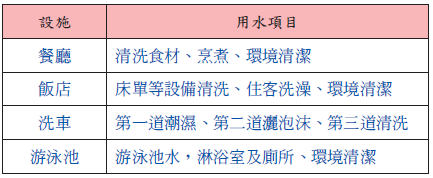 設施 用水項目
餐廳 清洗食材、烹煮、環境清潔
飯店 床單等設備清洗、住客洗澡、環境清潔
洗車 第一道潮濕、第二道灑泡沫、第三道清洗
游泳池 游泳池水，淋浴室及廁所、環境清潔